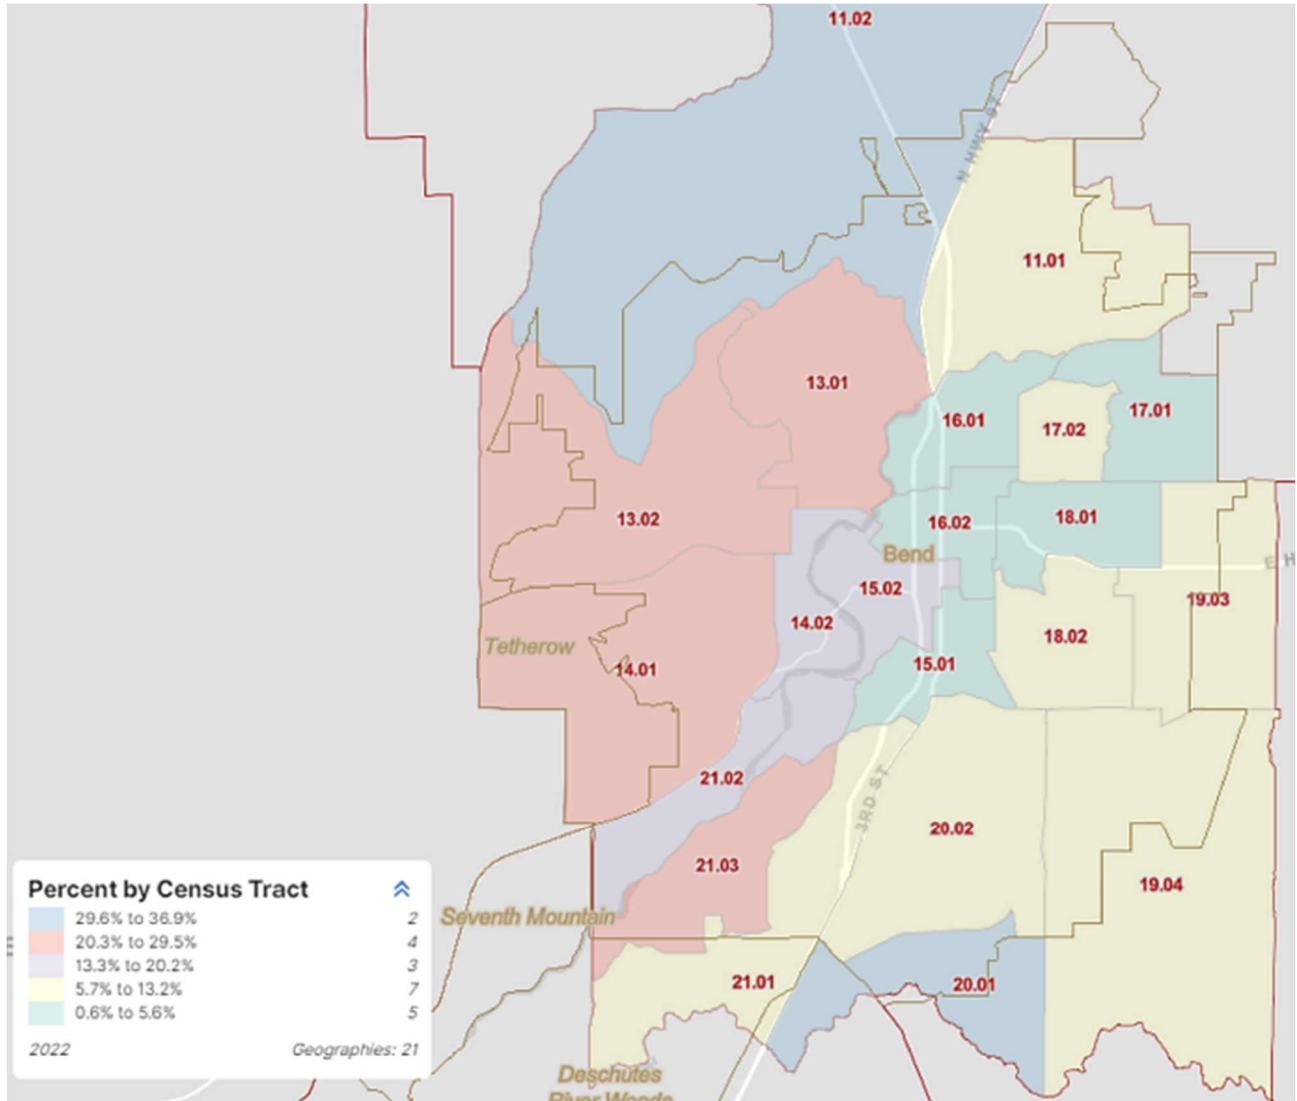 11.02
N HWY 97
11.01
13.01
16.01
17.01
17.02
13.02
16.02
18.01
Bend
E H
15.02
19.03
14.02
18.02
Tetherow
14.01
15.01
21.02
3RD ST
20.02
21.03
19.04
Percent by Census Tract
29.6% to 36.9% 2
20.3% to 29.5% 4
13.3% to 20.2% 3
5.7% to 13.2% 7
0.6% to 5.6% 5
2022 Geographies: 21
Seventh Mountain
21.01
20.01
Deschutes
River Woods